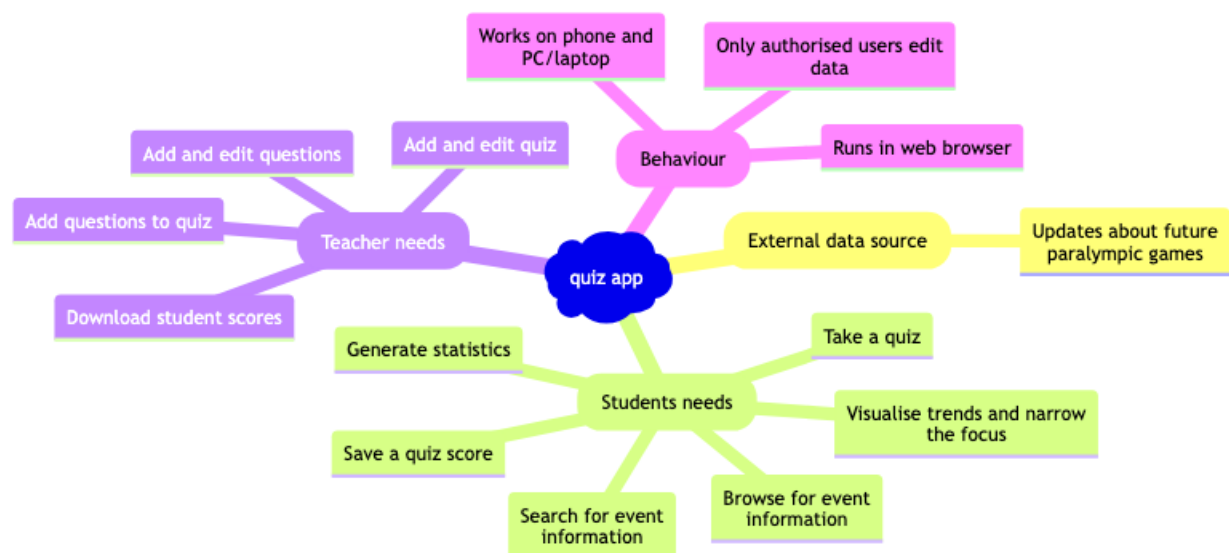 Works on phone and
PC/laptop
Only authorised users edit
data
Add and edit questions
Add and edit quiz
Behaviour
Runs in web browser
Add questions to quiz
Teacher needs
External data source
Updates about future
paralympic games
quiz app
Download student scores
Generate statistics
Take a quiz
Students needs
Visualise trends and narrow
the focus
Save a quiz score
Search for event
information
Browse for event
information